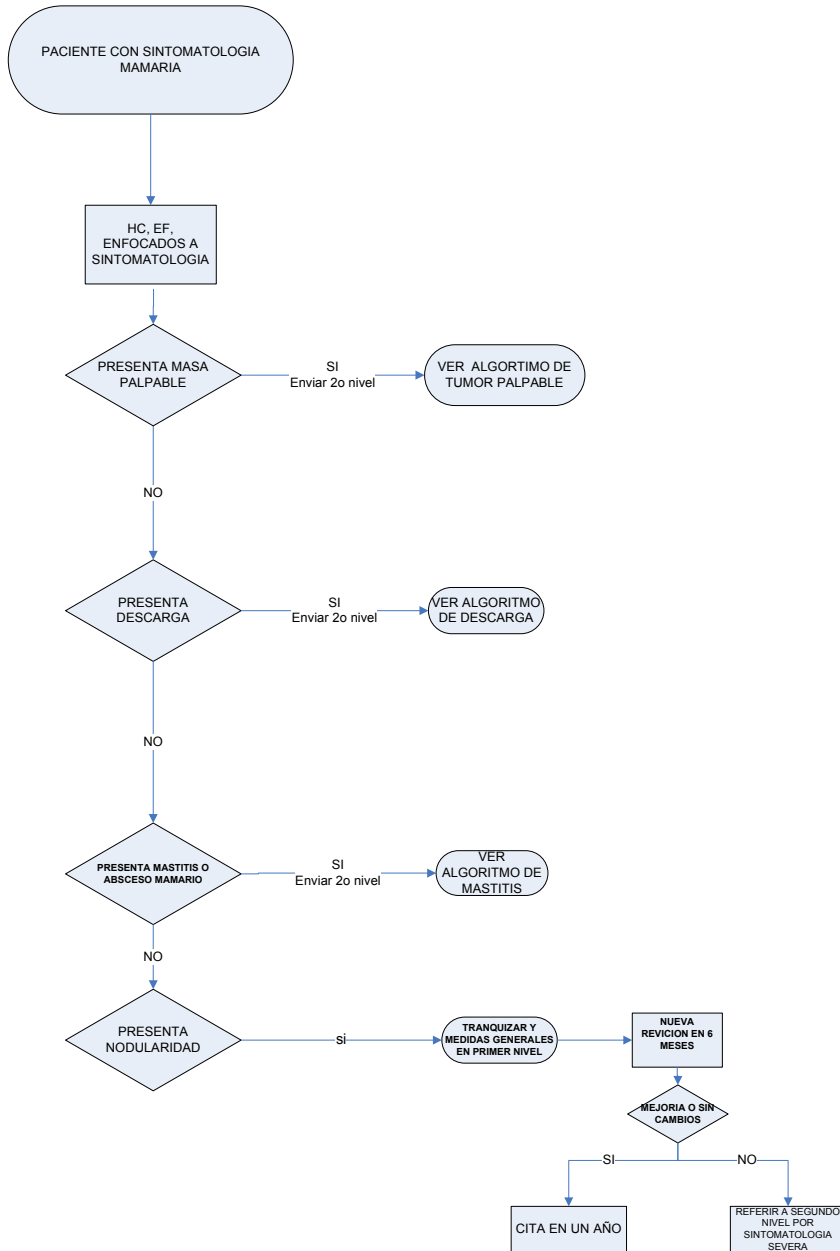 PACIENTE CON SINTOMATOLOGIA
MAMARIA
HC, EF,
ENFOCADOS A
SINTOMATOLOGIA
PRESENTA MASA
PALPABLE
SI
Enviar 2o nivel
VER ALGORTIMO DE
TUMOR PALPABLE
NO
PRESENTA
DESCARGA
SI
Enviar 2o nivel
VER ALGORITMO
DE DESCARGA
NO
PRESENTA MASTITIS O
ABSCESO MAMARIO
SI
Enviar 2o nivel
VER
ALGORITMO DE
MASTITIS
NO
PRESENTA
NODULARIDAD
si
TRANQUIZAR Y
MEDIDAS GENERALES
EN PRIMER NIVEL
NUEVA
REVICION EN 6
MESES
MEJORIA O SIN
CAMBIOS
SI
NO
CITA EN UN AÑO
REFERIR A SEGUNDO
NIVEL POR
SINTOMATOLOGIA
SEVERA